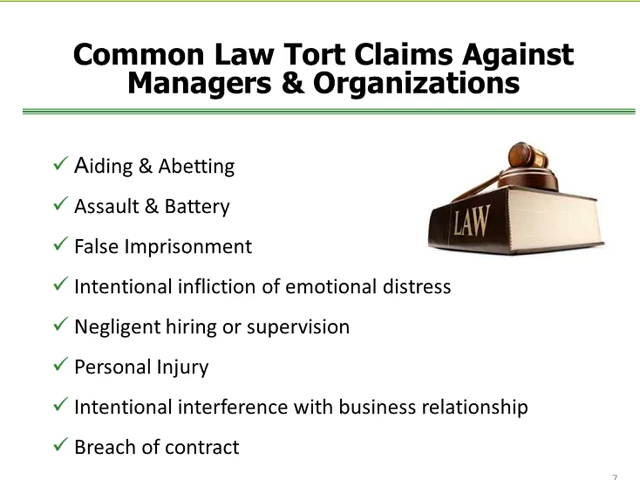 Common Law Tort Claims Against
Managers & Organizations
Aiding & Abetting
Assault & Battery
LAW
False Imprisonment
Intentional infliction of emotional distress
Negligent hiring or supervision
Personal Injury
Intentional interference with business relationship
Breach of contract
7